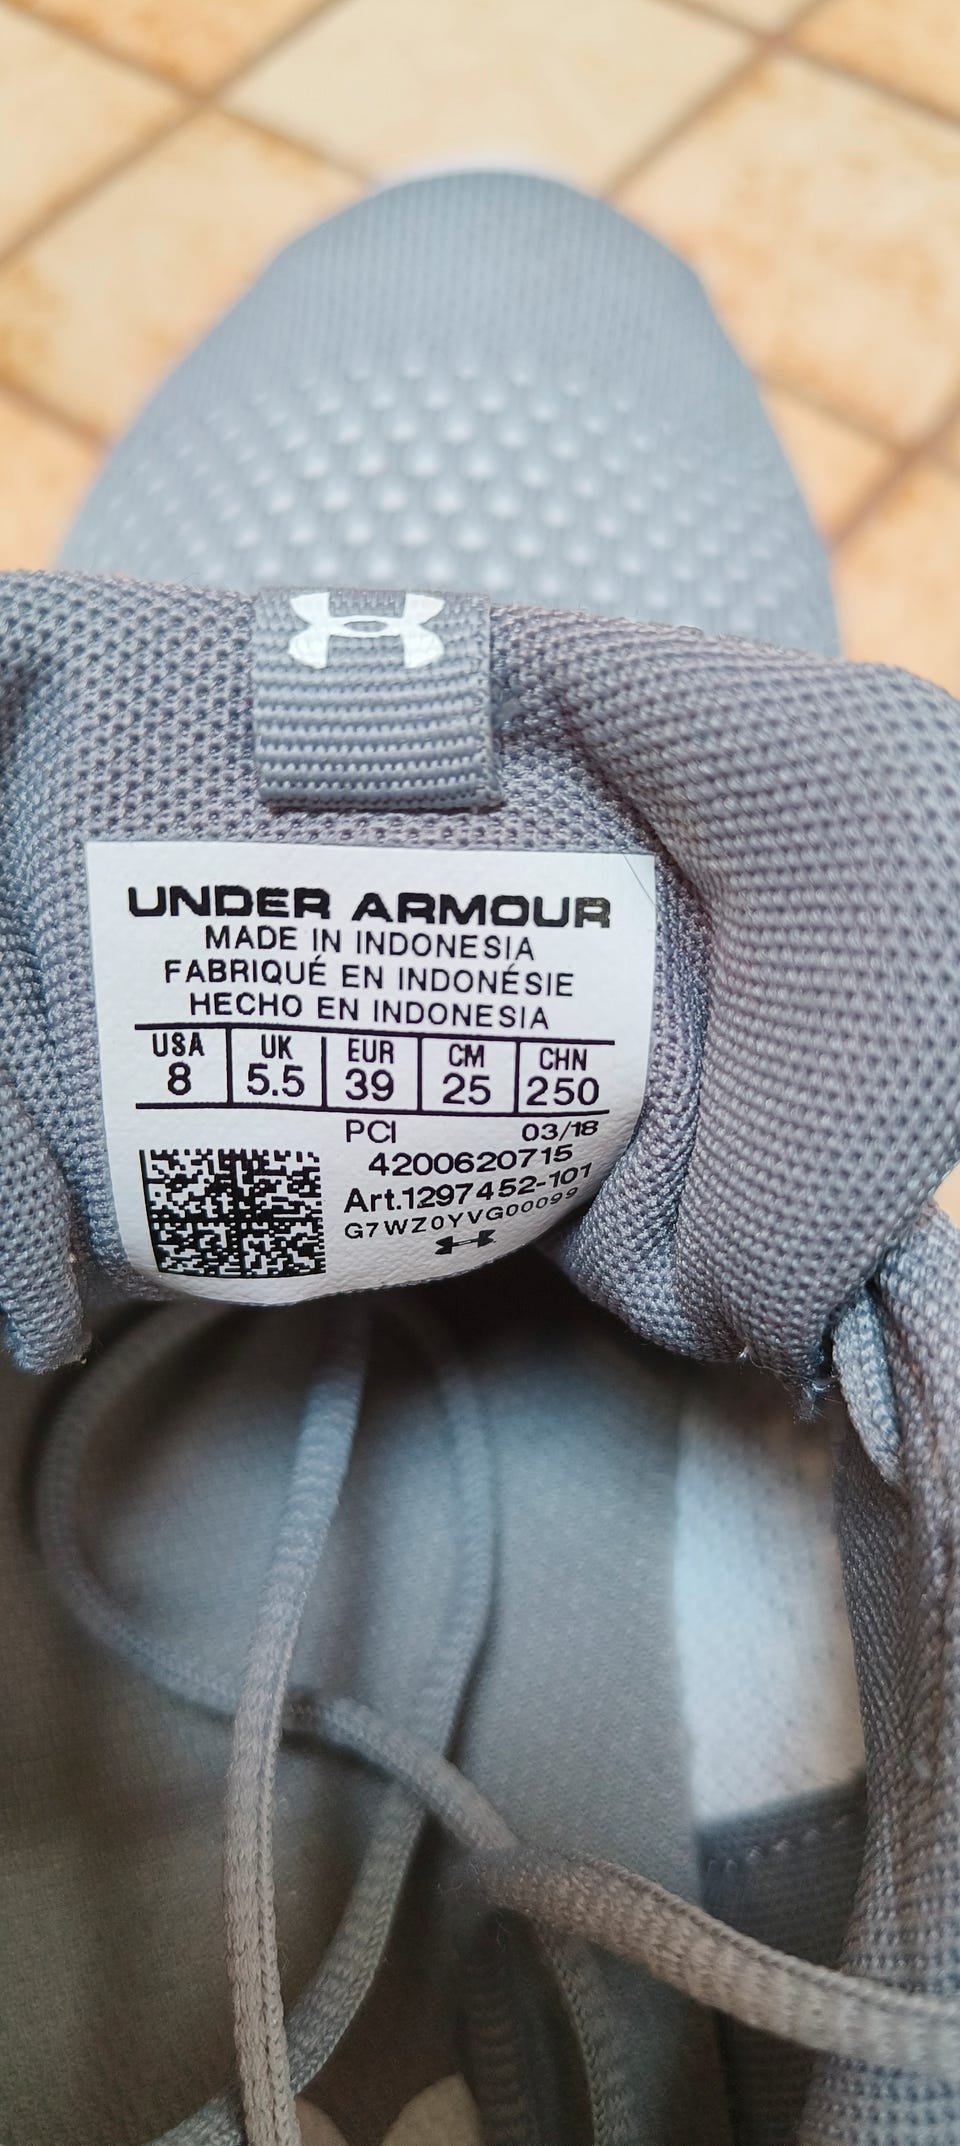 UNDER ARMOUR
MADE IN INDONESIA
FABRIQUÉ EN INDONÉSIE
HECHO EN INDONESIA
USA UK EUR CM CHN
8 5.5 39 25 250
PCI 03/18
4200620715
Art.1297452-101
G7WZ0YVG00099